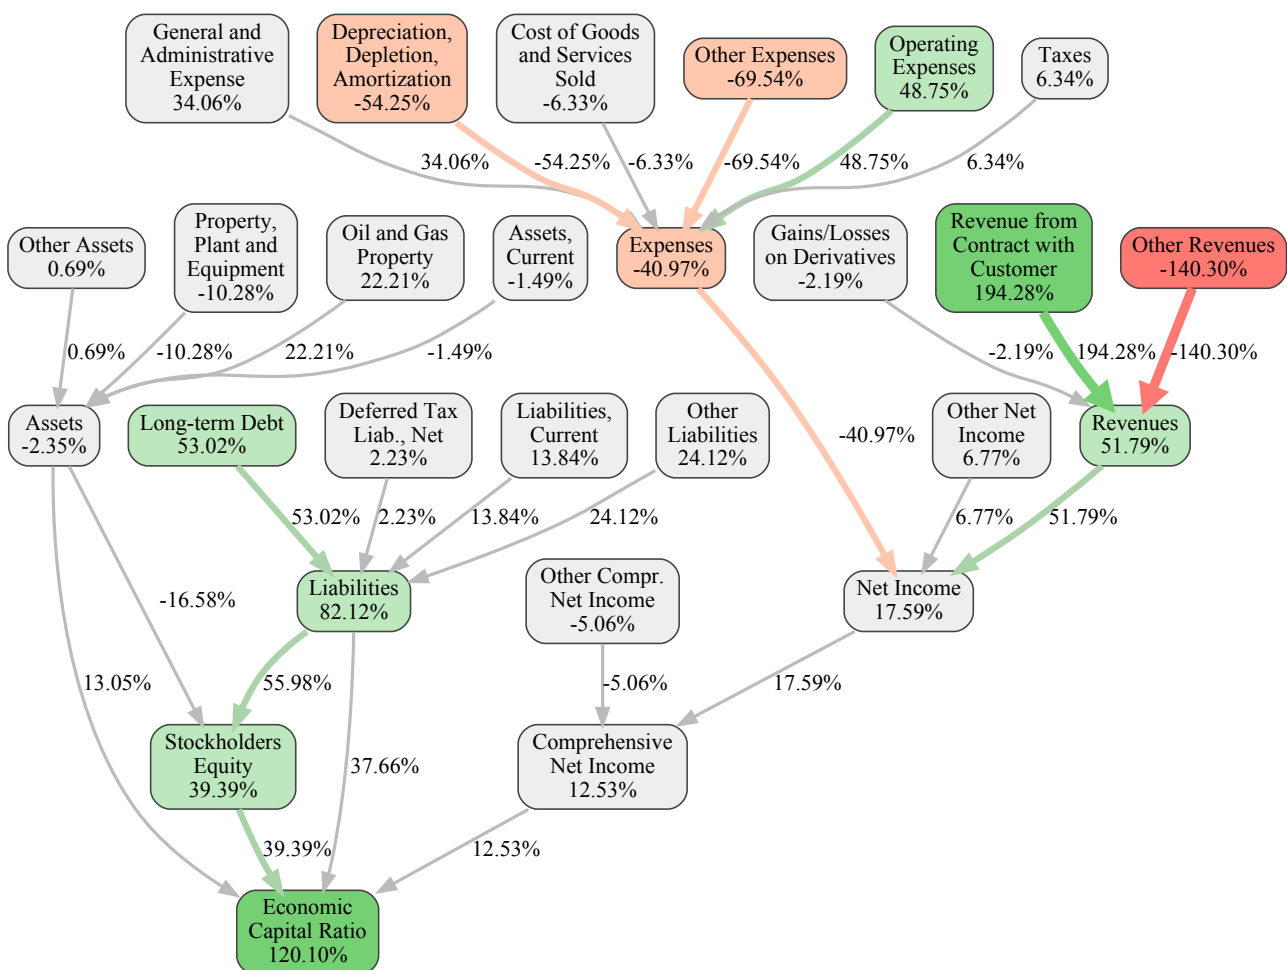 General and
Administrative
Expense
34.06%
Depreciation,
Depletion,
Amortization
-54.25%
Cost of Goods
and Services
Sold
-6.33%
Other Expenses
-69.54%
Operating
Expenses
48.75%
Taxes
6.34%
34.06%
-54.25%
-6.33%
-69.54%
48.75%
6.34%
Other Assets
0.69%
Property,
Plant and
Equipment
-10.28%
Oil and Gas
Property
22.21%
Assets,
Current
-1.49%
Expenses
-40.97%
Gains/Losses
on Derivatives
-2.19%
Revenue from
Contract with
Customer
194.28%
Other Revenues
-140.30%
0.69%
-10.28%
22.21%
-1.49%
-2.19%
194.28%
-140.30%
Assets
-2.35%
Long-term Debt
53.02%
Deferred Tax
Liab., Net
2.23%
Liabilities,
Current
13.84%
Other
Liabilities
24.12%
-40.97%
Other Net
Income
6.77%
Revenues
51.79%
53.02%
2.23%
13.84%
24.12%
6.77%
51.79%
-16.58%
Liabilities
82.12%
Other Compr.
Net Income
-5.06%
Net Income
17.59%
13.05%
55.98%
-5.06%
17.59%
Stockholders
Equity
39.39%
37.66%
Comprehensive
Net Income
12.53%
39.39%
12.53%
Economic
Capital Ratio
120.10%